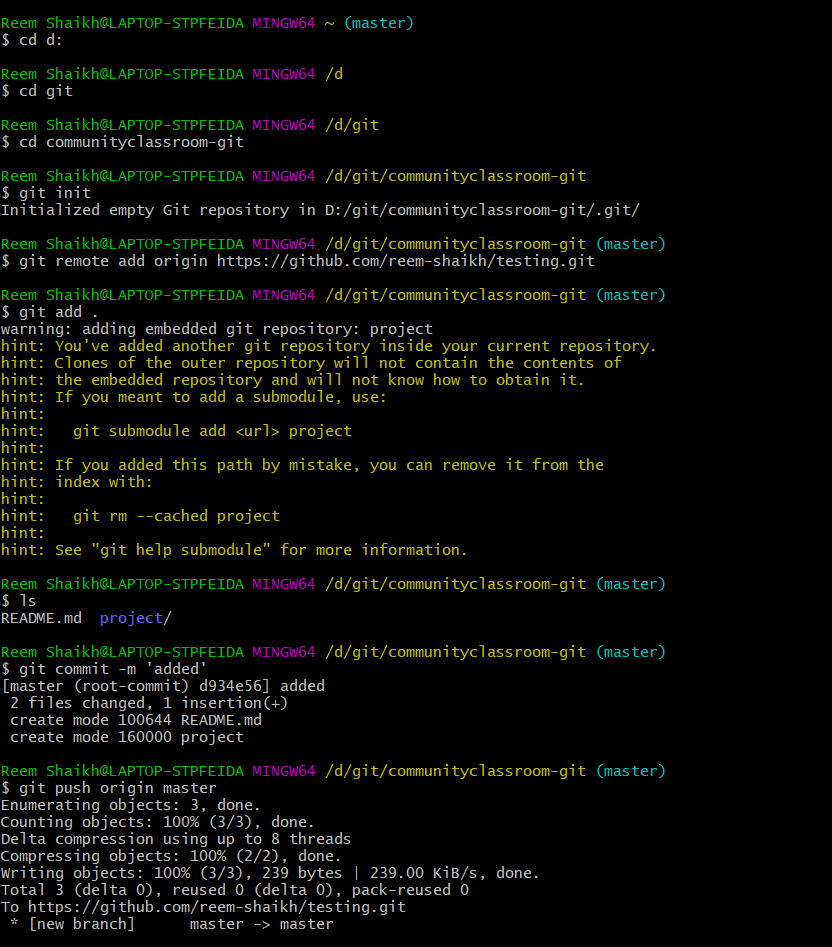 Reem Shaikh@LAPTOP-STPFEIDA MINGW64 ~ (master)
$ cd d:
Reem Shaikh@LAPTOP-STPFEIDA MINGW64 /d
$ cd git
Reem Shaikh@LAPTOP-STPFEIDA MINGW64 /d/git
$ cd communityclassroom-git
Reem Shaikh@LAPTOP-STPFEIDA MINGW64 /d/git/communityclassroom-git
$ git init
Initialized empty Git repository in D:/git/communityclassroom-git/.git/
Reem Shaikh@LAPTOP-STPFEIDA MINGW64 /d/git/communityclassroom-git (master)
$ git remote add origin https://github.com/reem-shaikh/testing.git
Reem Shaikh@LAPTOP-STPFEIDA MINGW64 /d/git/communityclassroom-git (master)
$ git add .
warning: adding embedded git repository: project
hint: You've added another git repository inside your current repository.
hint: Clones of the outer repository will not contain the contents of
hint: the embedded repository and will not know how to obtain it.
hint: If you meant to add a submodule, use:
hint:
hint:   git submodule add <url> project
hint:
hint: If you added this path by mistake, you can remove it from the
hint: index with:
hint:
hint:   git rm --cached project
hint:
hint: See "git help submodule" for more information.
Reem Shaikh@LAPTOP-STPFEIDA MINGW64 /d/git/communityclassroom-git (master)
$ ls
README.md  project/
Reem Shaikh@LAPTOP-STPFEIDA MINGW64 /d/git/communityclassroom-git (master)
$ git commit -m 'added'
[master (root-commit) d934e56] added
 2 files changed, 1 insertion(+)
 create mode 100644 README.md
 create mode 160000 project
Reem Shaikh@LAPTOP-STPFEIDA MINGW64 /d/git/communityclassroom-git (master)
$ git push origin master
Enumerating objects: 3, done.
Counting objects: 100% (3/3), done.
Delta compression using up to 8 threads
Compressing objects: 100% (2/2), done.
Writing objects: 100% (3/3), 239 bytes | 239.00 KiB/s, done.
Total 3 (delta 0), reused 0 (delta 0), pack-reused 0
To https://github.com/reem-shaikh/testing.git
 * [new branch]      master -> master